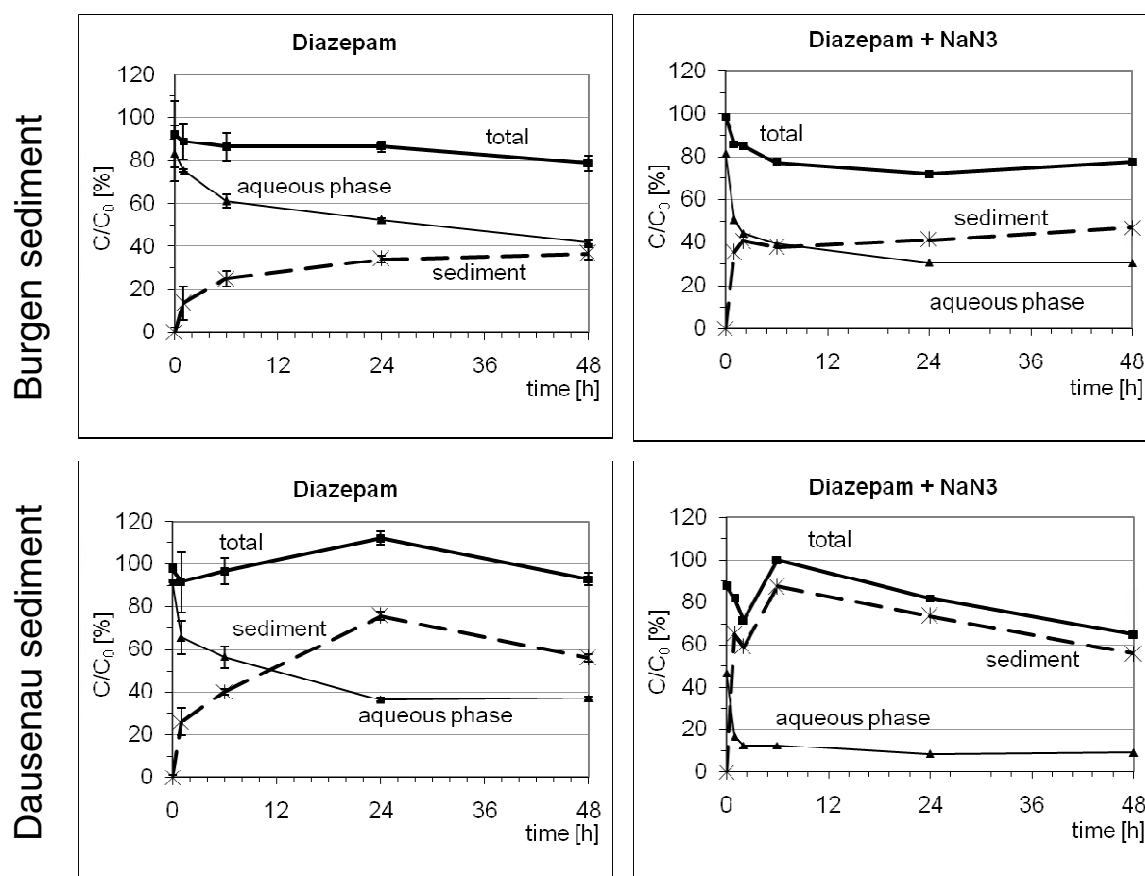 Burgen sediment
Diazepam
120
100
80
60
40
20
0
C/C0 [%]
total
aqueous phase
sediment
0 12 24 36 48
time [h]
Diazepam + NaN3
120
100
80
60
40
20
0
C/C0 [%]
total
sediment
aqueous phase
0 12 24 36 48
time [h]
Dausenau sediment
Diazepam
120
100
80
60
40
20
0
C/C0 [%]
total
sediment
aqueous phase
0 12 24 36 48
time [h]
Diazepam + NaN3
120
100
80
60
40
20
0
C/C0 [%]
total
sediment
aqueous phase
0 12 24 36 48
time [h]